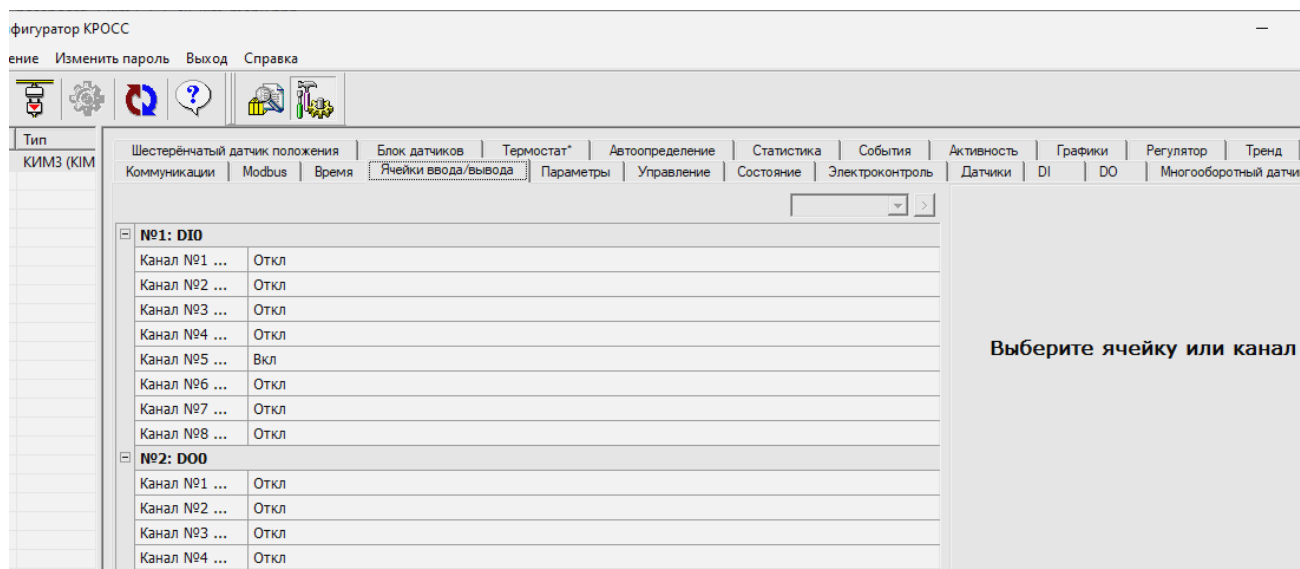 фигуратор КРОСС
ение Изменить пароль Выход Справка
Тип
КИМ3 (KIM
Шестерёнчатый датчик положения Блок датчиков Термостат* Автоопределение Статистика События Активность Графики Регулятор Тренд
Коммуникации Modbus Время Ячейки ввода/вывода Параметры Управление Состояние Электроконтроль Датчики DI DO Многооборотный датчи
№1: DI0
Канал №1 ... Откл
Канал №2 ... Откл
Канал №3 ... Откл
Канал №4 ... Откл
Канал №5 ... Вкл
Канал №6 ... Откл
Канал №7 ... Откл
Канал №8 ... Откл
№2: DO0
Канал №1 ... Откл
Канал №2 ... Откл
Канал №3 ... Откл
Канал №4 ... Откл
Выберите ячейку или канал